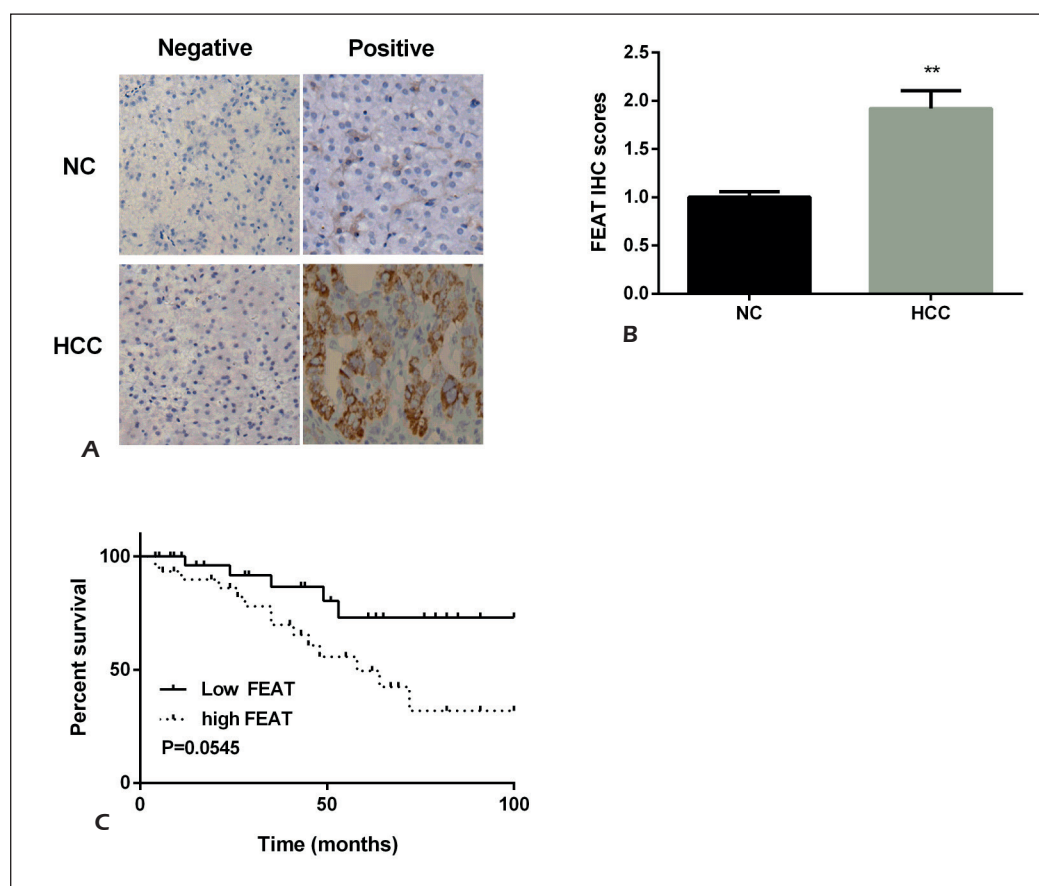 Negative Positive
NC
HCC
A
FEAT IHC scores
2.5
2.0
1.5
1.0
0.5
0.0
**
NC HCC
B
Percent survival
100
50
0
Low FEAT
high FEAT
P=0.0545
0 50 100
Time (months)
C